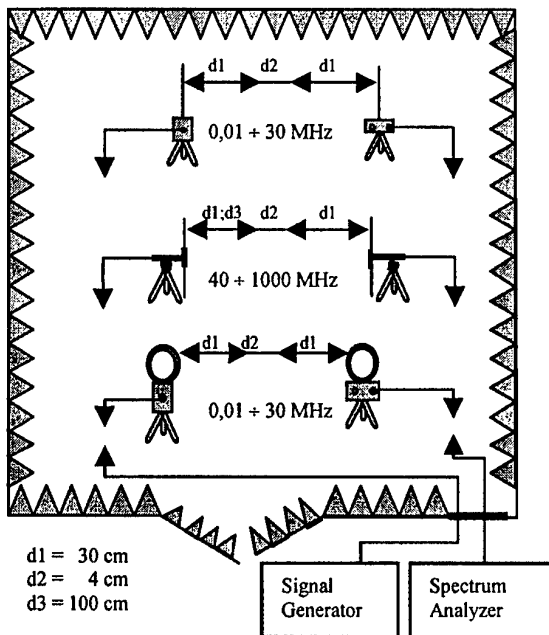 d1 d2 d1
0,01 ÷ 30 MHz
d1;d3 d2 d1
40 ÷ 1000 MHz
d1 d2 d1
0,01 ÷ 30 MHz
d1 = 30 cm
d2 = 4 cm
d3 = 100 cm
Signal
Generator
Spectrum
Analyzer